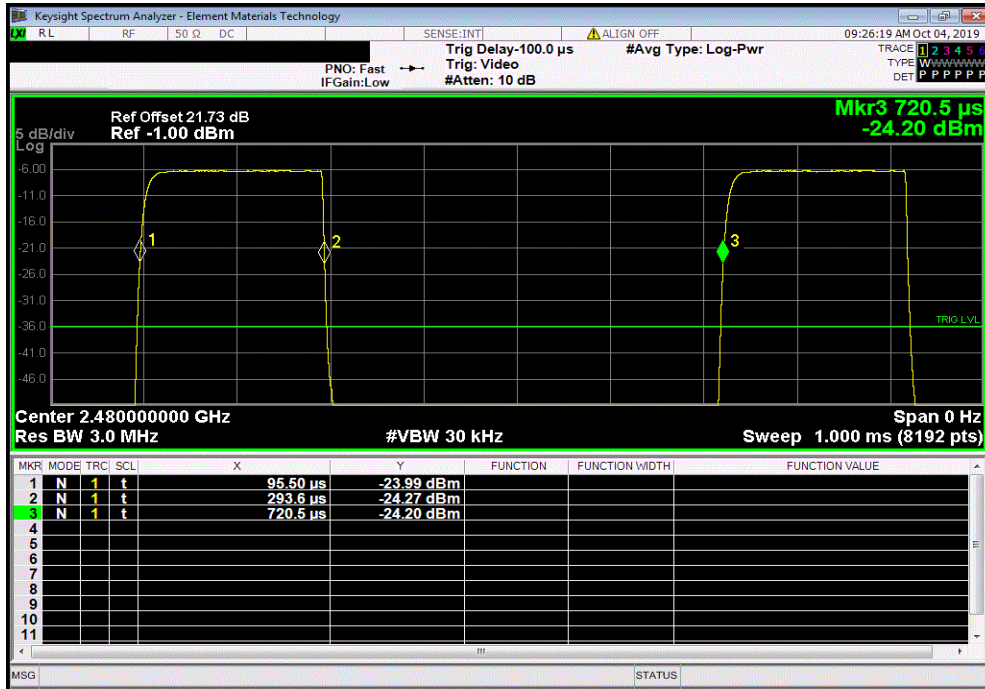 Keysight Spectrum Analyzer - Element Materials Technology
LXI RL RF 50 Ω DC SENSE:INT ALIGN OFF 09:26:19 AM Oct 04, 2019
Trig Delay-100.0 µs #Avg Type: Log-Pwr TRACE 1 2 3 4 5 6
PNO: Fast Trig: Video TYPE WWWWWW
IFGain:Low #Atten: 10 dB DET P P P P P P
Mkr3 720.5 µs
-24.20 dBm
Ref Offset 21.73 dB
5 dB/div Ref -1.00 dBm
Log
-6.00
-11.0
-16.0
1 2 3
-21.0
-26.0
-31.0
-36.0
TRIG LVL
-41.0
-46.0
Center 2.480000000 GHz Span 0 Hz
Res BW 3.0 MHz #VBW 30 kHz Sweep 1.000 ms (8192 pts)
MKR MODE TRC SCL X Y FUNCTION FUNCTION WIDTH FUNCTION VALUE
1 N 1 t 95.50 µs -23.99 dBm
2 N 1 t 293.6 µs -24.27 dBm
3 N 1 t 720.5 µs -24.20 dBm
4
5
6
7
8
9
10
11
MSG STATUS